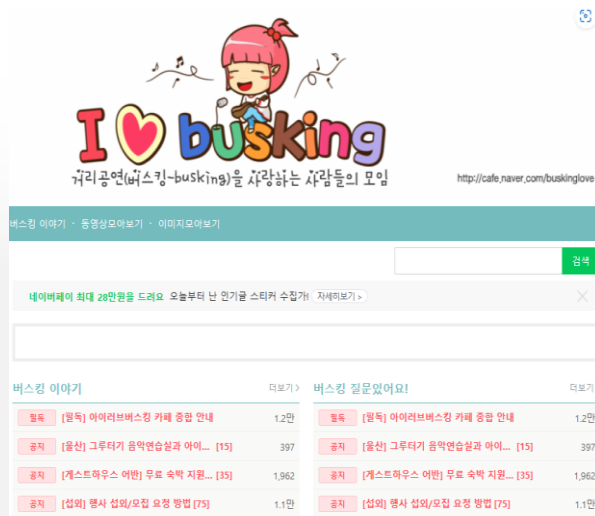 I ♥ busking
거리공연(버스킹-busking)을 사랑하는 사람들의 모임
http://cafe.naver.com/buskinglove
버스킹 이야기 - 동영상모아보기 - 이미지모아보기
검색
네이버페이 최대 28만원을 드려요 오늘부터 난 인기글 스티커 수집가! 자세히보기 >
버스킹 이야기 더보기 >
필독 [필독] 아이러브버스킹 카페 종합 안내 1.2만
공지 [울산] 그루터기 음악연습실과 아이... [15] 397
공지 [게스트하우스 어반] 무료 숙박 지원... [35] 1,962
공지 [섭외] 행사 섭외/모집 요청 방법 [75] 1.1만
버스킹 질문있어요! 더보기
필독 [필독] 아이러브버스킹 카페 종합 안내 1.2만
공지 [울산] 그루터기 음악연습실과 아이... [15] 397
공지 [게스트하우스 어반] 무료 숙박 지원... [35] 1,962
공지 [섭외] 행사 섭외/모집 요청 방법 [75] 1.1만